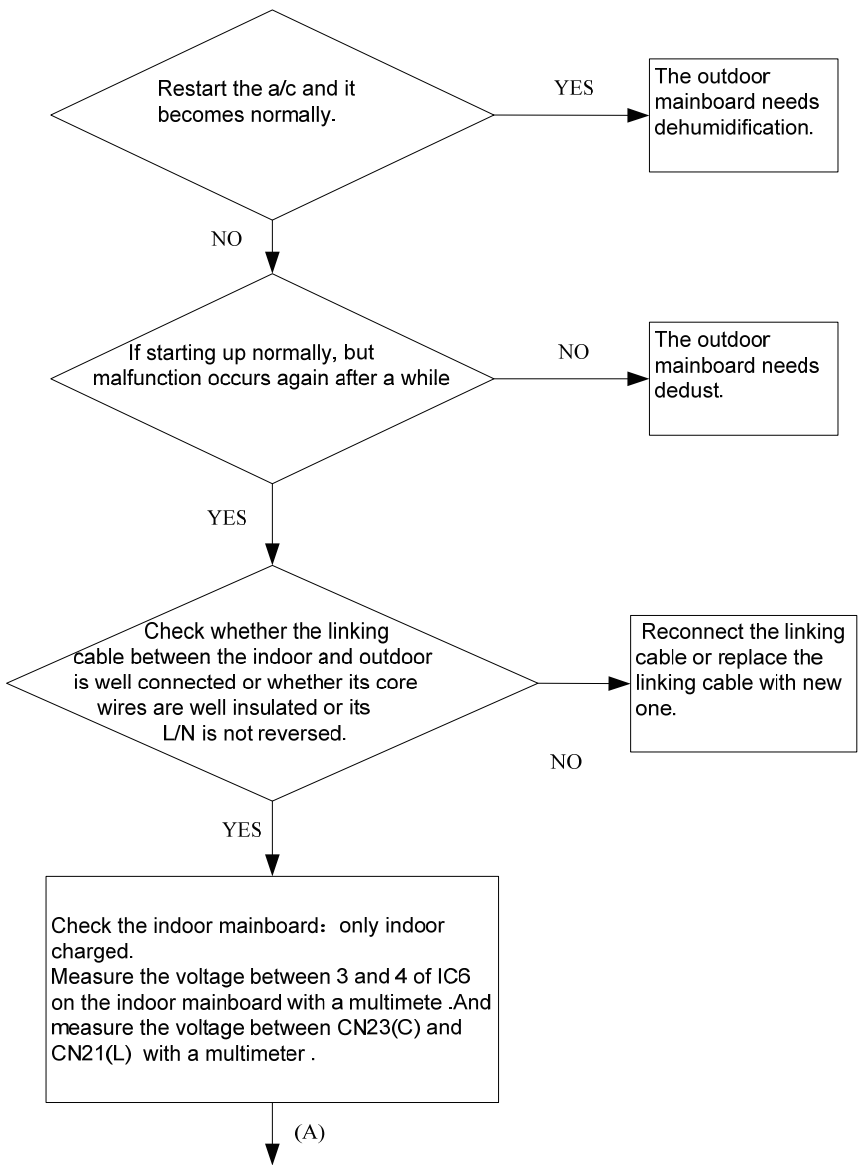 Restart the a/c and it
becomes normally.
YES
The outdoor
mainboard needs
dehumidification.
NO
If starting up normally, but
malfunction occurs again after a while
NO
The outdoor
mainboard needs
dedust.
YES
Check whether the linking
cable between the indoor and outdoor
is well connected or whether its core
wires are well insulated or its
L/N is not reversed.
NO
Reconnect the linking
cable or replace the
linking cable with new
one.
YES
Check the indoor mainboard：only indoor
charged.
Measure the voltage between 3 and 4 of IC6
on the indoor mainboard with a multimete .And
measure the voltage between CN23(C) and
CN21(L) with a multimeter .
(A)